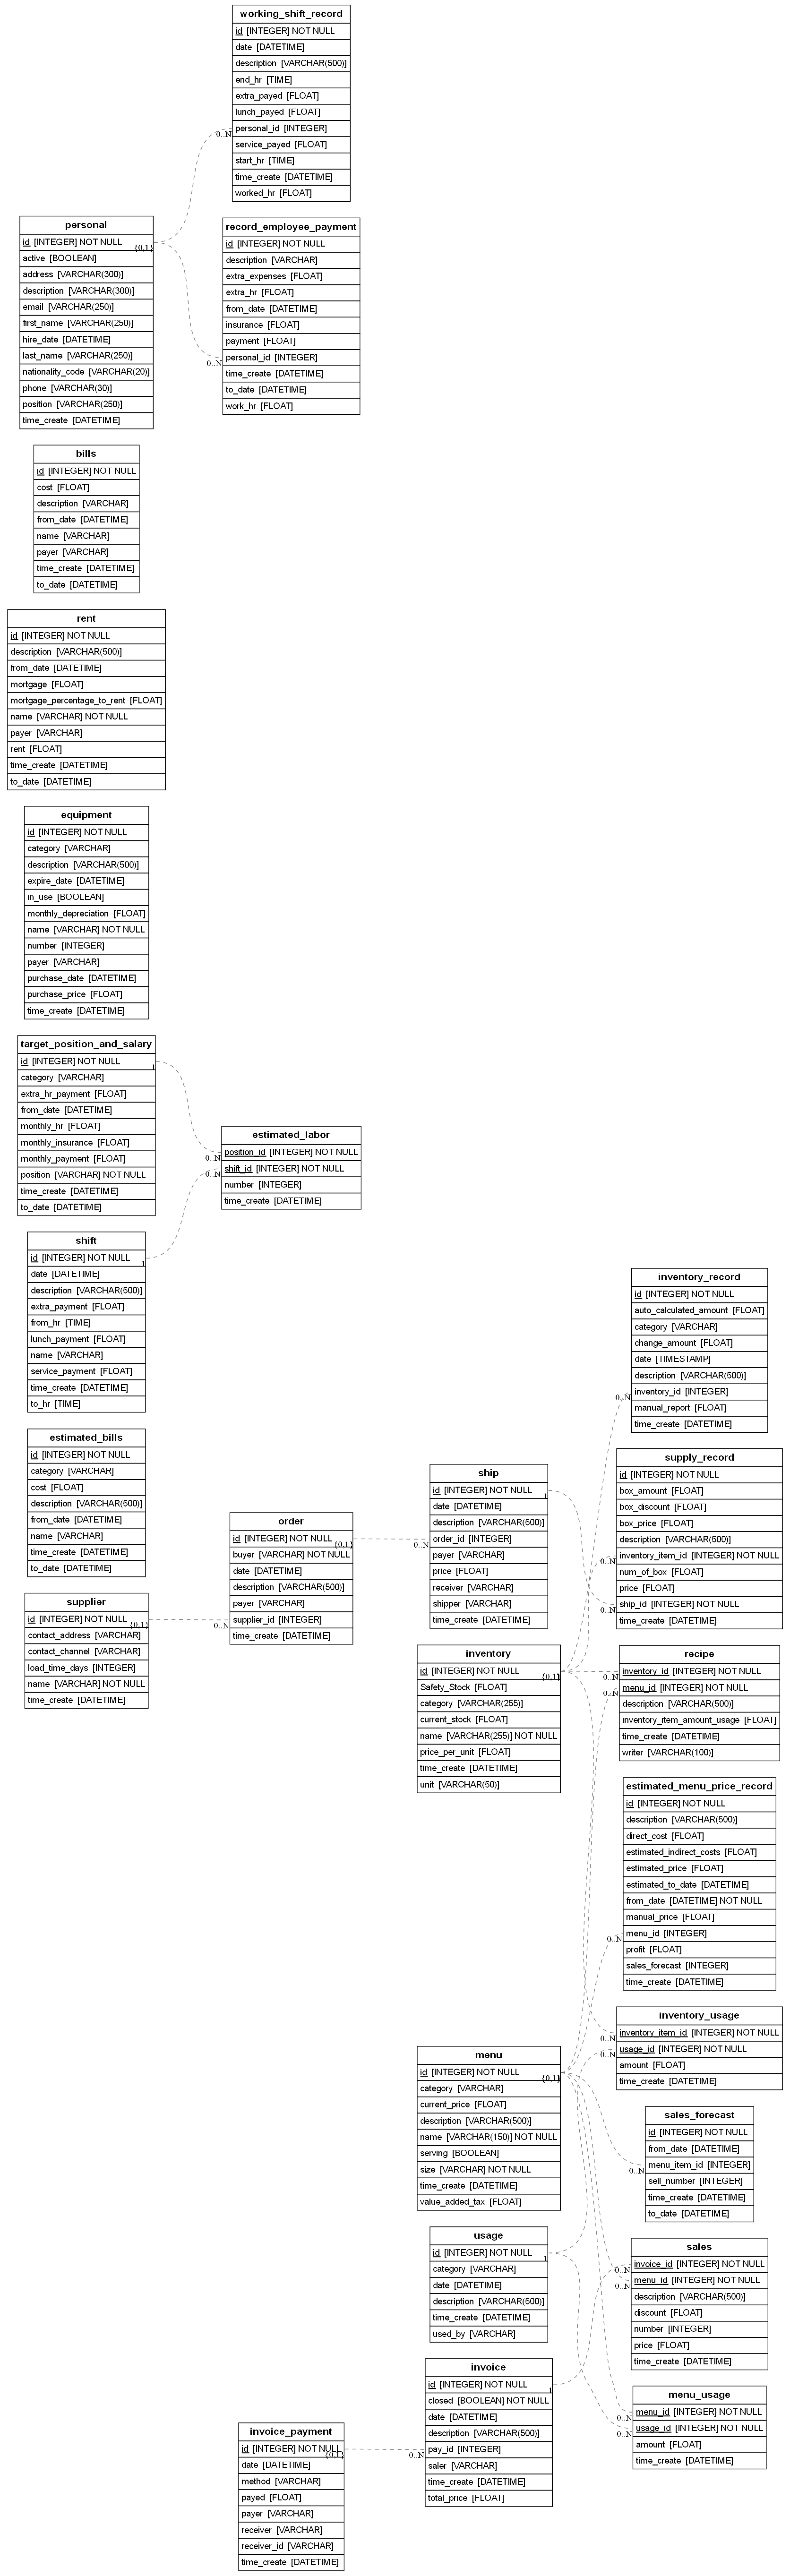 working_shift_record
id [INTEGER] NOT NULL
date [DATETIME]
description [VARCHAR(500)]
end_hr [TIME]
extra_payed [FLOAT]
lunch_payed [FLOAT]
personal_id [INTEGER]
0..N
service_payed [FLOAT]
start_hr [TIME]
time_create [DATETIME]
worked_hr [FLOAT]
personal
id [INTEGER] NOT NULL
{0,1}
active [BOOLEAN]
address [VARCHAR(300)]
description [VARCHAR(300)]
email [VARCHAR(250)]
first_name [VARCHAR(250)]
hire_date [DATETIME]
last_name [VARCHAR(250)]
nationality_code [VARCHAR(20)]
phone [VARCHAR(30)]
position [VARCHAR(250)]
time_create [DATETIME]
record_employee_payment
id [INTEGER] NOT NULL
description [VARCHAR]
extra_expenses [FLOAT]
extra_hr [FLOAT]
from_date [DATETIME]
insurance [FLOAT]
payment [FLOAT]
personal_id [INTEGER]
0..N
time_create [DATETIME]
to_date [DATETIME]
work_hr [FLOAT]
bills
id [INTEGER] NOT NULL
cost [FLOAT]
description [VARCHAR]
from_date [DATETIME]
name [VARCHAR]
payer [VARCHAR]
time_create [DATETIME]
to_date [DATETIME]
rent
id [INTEGER] NOT NULL
description [VARCHAR(500)]
from_date [DATETIME]
mortgage [FLOAT]
mortgage_percentage_to_rent [FLOAT]
name [VARCHAR] NOT NULL
payer [VARCHAR]
rent [FLOAT]
time_create [DATETIME]
to_date [DATETIME]
equipment
id [INTEGER] NOT NULL
category [VARCHAR]
description [VARCHAR(500)]
expire_date [DATETIME]
in_use [BOOLEAN]
monthly_depreciation [FLOAT]
name [VARCHAR] NOT NULL
number [INTEGER]
payer [VARCHAR]
purchase_date [DATETIME]
purchase_price [FLOAT]
time_create [DATETIME]
target_position_and_salary
id [INTEGER] NOT NULL
1
category [VARCHAR]
extra_hr_payment [FLOAT]
from_date [DATETIME]
monthly_hr [FLOAT]
monthly_insurance [FLOAT]
monthly_payment [FLOAT]
position [VARCHAR] NOT NULL
time_create [DATETIME]
to_date [DATETIME]
estimated_labor
position_id [INTEGER] NOT NULL
0..N
shift_id [INTEGER] NOT NULL
0..N
number [INTEGER]
time_create [DATETIME]
shift
id [INTEGER] NOT NULL
1
date [DATETIME]
description [VARCHAR(500)]
extra_payment [FLOAT]
from_hr [TIME]
lunch_payment [FLOAT]
name [VARCHAR]
service_payment [FLOAT]
time_create [DATETIME]
to_hr [TIME]
estimated_bills
id [INTEGER] NOT NULL
category [VARCHAR]
cost [FLOAT]
description [VARCHAR(500)]
from_date [DATETIME]
name [VARCHAR]
time_create [DATETIME]
to_date [DATETIME]
supplier
id [INTEGER] NOT NULL
{0,1}
contact_address [VARCHAR]
contact_channel [VARCHAR]
load_time_days [INTEGER]
name [VARCHAR] NOT NULL
time_create [DATETIME]
order
id [INTEGER] NOT NULL
{0,1}
buyer [VARCHAR] NOT NULL
date [DATETIME]
description [VARCHAR(500)]
payer [VARCHAR]
supplier_id [INTEGER]
0..N
time_create [DATETIME]
ship
id [INTEGER] NOT NULL
1
date [DATETIME]
description [VARCHAR(500)]
order_id [INTEGER]
0..N
payer [VARCHAR]
price [FLOAT]
receiver [VARCHAR]
shipper [VARCHAR]
time_create [DATETIME]
inventory
id [INTEGER] NOT NULL
{0,1}
Safety_Stock [FLOAT]
category [VARCHAR(255)]
current_stock [FLOAT]
name [VARCHAR(255)] NOT NULL
price_per_unit [FLOAT]
time_create [DATETIME]
unit [VARCHAR(50)]
inventory_record
id [INTEGER] NOT NULL
auto_calculated_amount [FLOAT]
category [VARCHAR]
change_amount [FLOAT]
date [TIMESTAMP]
description [VARCHAR(500)]
inventory_id [INTEGER]
0..N
manual_report [FLOAT]
time_create [DATETIME]
supply_record
id [INTEGER] NOT NULL
box_amount [FLOAT]
box_discount [FLOAT]
box_price [FLOAT]
description [VARCHAR(500)]
inventory_item_id [INTEGER] NOT NULL
0..N
num_of_box [FLOAT]
price [FLOAT]
ship_id [INTEGER] NOT NULL
0..N
time_create [DATETIME]
recipe
inventory_id [INTEGER] NOT NULL
0..N
menu_id [INTEGER] NOT NULL
0..N
description [VARCHAR(500)]
inventory_item_amount_usage [FLOAT]
time_create [DATETIME]
writer [VARCHAR(100)]
estimated_menu_price_record
id [INTEGER] NOT NULL
description [VARCHAR(500)]
direct_cost [FLOAT]
estimated_indirect_costs [FLOAT]
estimated_price [FLOAT]
estimated_to_date [DATETIME]
from_date [DATETIME] NOT NULL
manual_price [FLOAT]
menu_id [INTEGER]
0..N
profit [FLOAT]
sales_forecast [INTEGER]
time_create [DATETIME]
inventory_usage
inventory_item_id [INTEGER] NOT NULL
0..N
usage_id [INTEGER] NOT NULL
0..N
amount [FLOAT]
time_create [DATETIME]
menu
id [INTEGER] NOT NULL
{0,1}
category [VARCHAR]
current_price [FLOAT]
description [VARCHAR(500)]
name [VARCHAR(150)] NOT NULL
serving [BOOLEAN]
size [VARCHAR] NOT NULL
time_create [DATETIME]
value_added_tax [FLOAT]
sales_forecast
id [INTEGER] NOT NULL
from_date [DATETIME]
menu_item_id [INTEGER]
0..N
sell_number [INTEGER]
time_create [DATETIME]
to_date [DATETIME]
usage
id [INTEGER] NOT NULL
1
category [VARCHAR]
date [DATETIME]
description [VARCHAR(500)]
time_create [DATETIME]
used_by [VARCHAR]
sales
invoice_id [INTEGER] NOT NULL
0..N
menu_id [INTEGER] NOT NULL
0..N
description [VARCHAR(500)]
discount [FLOAT]
number [INTEGER]
price [FLOAT]
time_create [DATETIME]
invoice
id [INTEGER] NOT NULL
1
closed [BOOLEAN] NOT NULL
date [DATETIME]
description [VARCHAR(500)]
pay_id [INTEGER]
0..N
saler [VARCHAR]
time_create [DATETIME]
total_price [FLOAT]
menu_usage
menu_id [INTEGER] NOT NULL
0..N
usage_id [INTEGER] NOT NULL
0..N
amount [FLOAT]
time_create [DATETIME]
invoice_payment
id [INTEGER] NOT NULL
{0,1}
date [DATETIME]
method [VARCHAR]
payed [FLOAT]
payer [VARCHAR]
receiver [VARCHAR]
receiver_id [VARCHAR]
time_create [DATETIME]